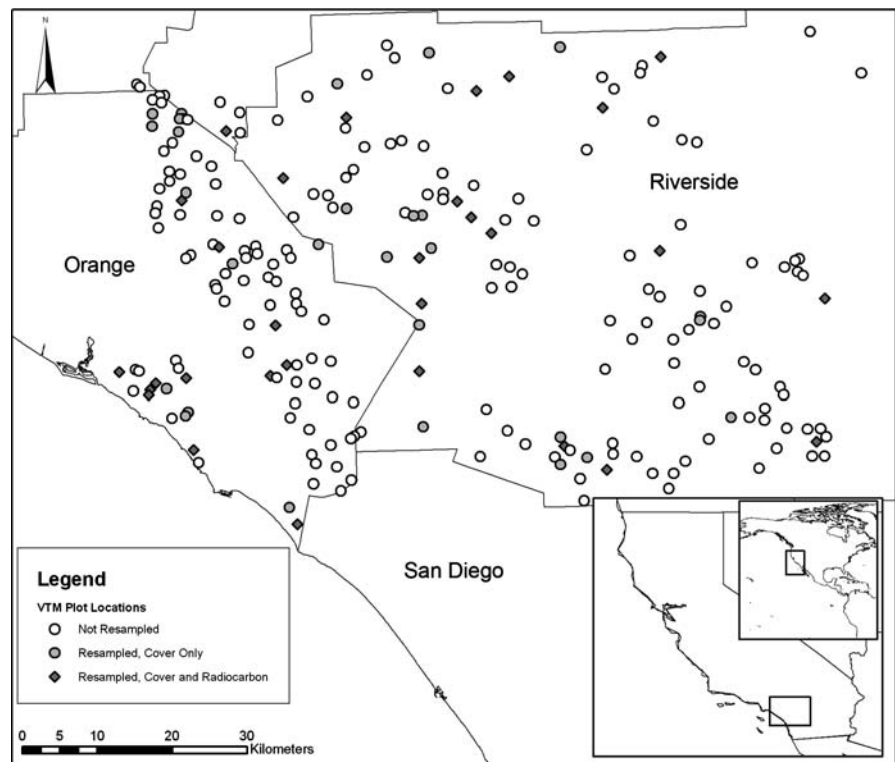 N
Riverside
Orange
San Diego
Legend
VTM Plot Locations
Not Resampled
Resampled, Cover Only
Resampled, Cover and Radiocarbon
0 5 10 20 30
Kilometers